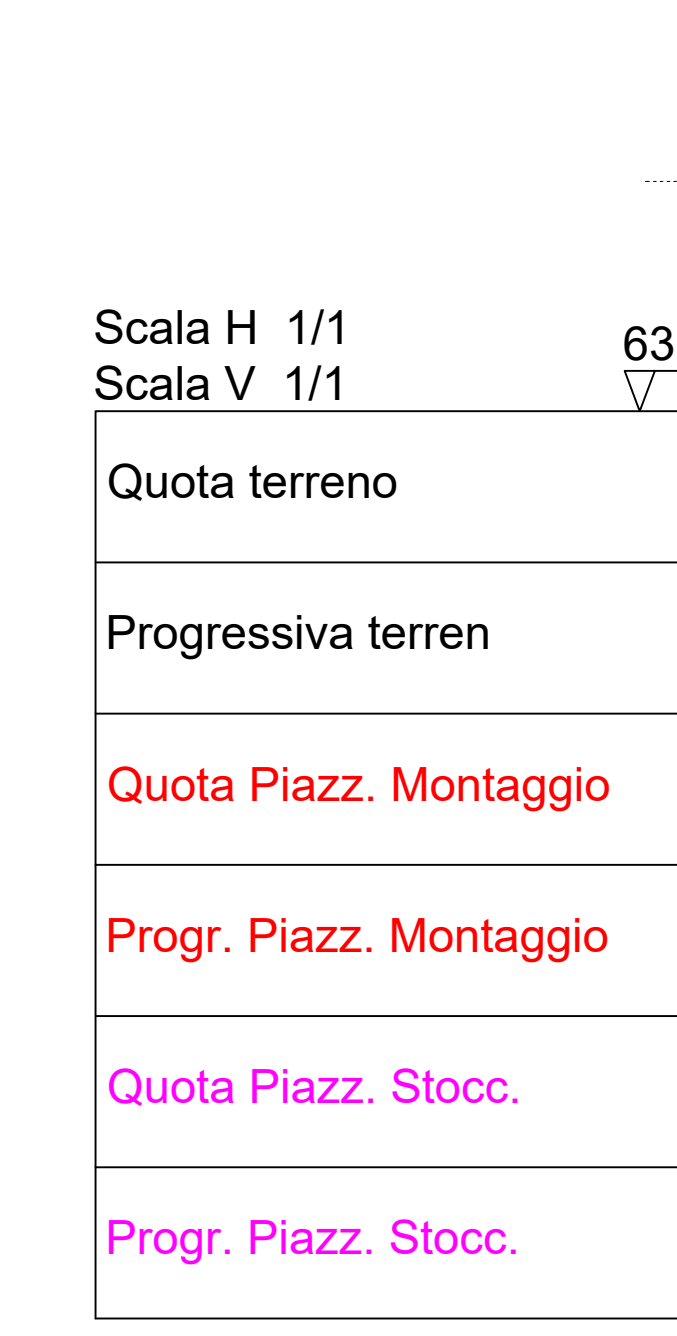 Scala H 1/1
Scala V 1/1
63
Quota terreno
Progressiva terren
Quota Piazz. Montaggio
Progr. Piazz. Montaggio
Quota Piazz. Stocc.
Progr. Piazz. Stocc.